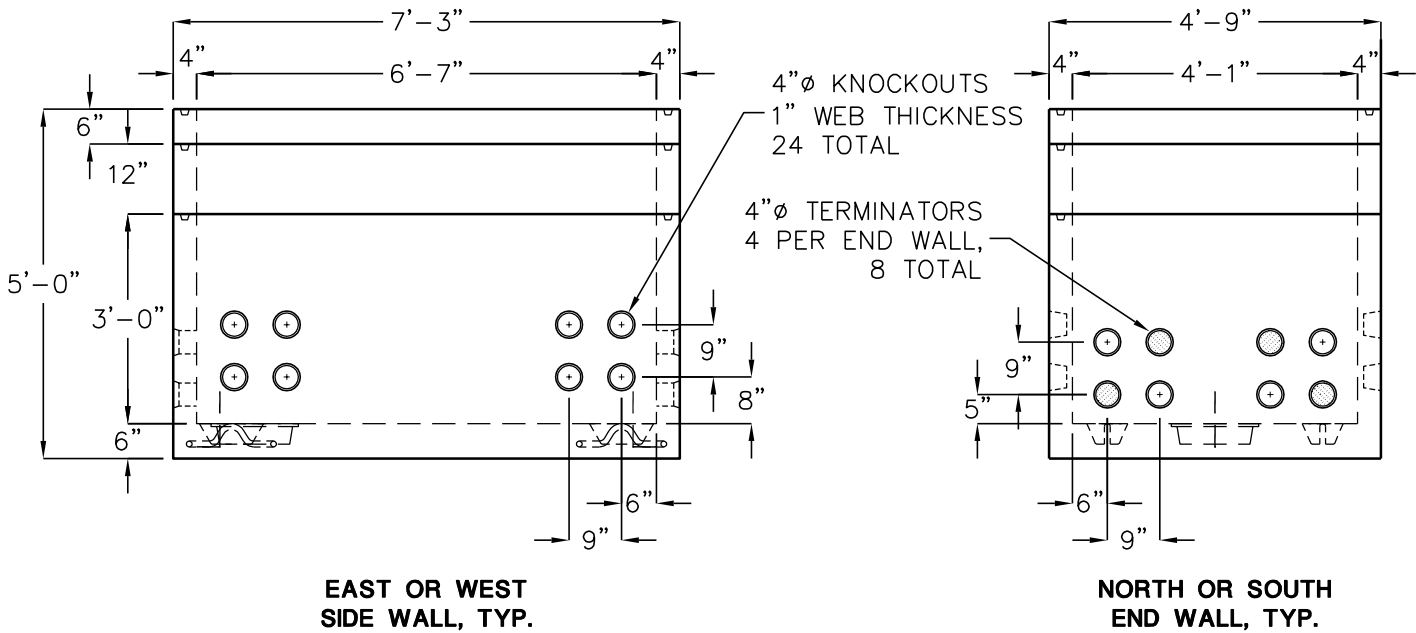 7'-3"
4"
6'-7"
4"
6"
12"
5'-0"
3'-0"
6"
9"
8"
6"
9"
4"ø KNOCKOUTS
1" WEB THICKNESS
24 TOTAL
4"ø TERMINATORS
4 PER END WALL,
8 TOTAL
EAST OR WEST
SIDE WALL, TYP.
4'-9"
4"
4'-1"
4"
9"
5"
6"
9"
NORTH OR SOUTH
END WALL, TYP.